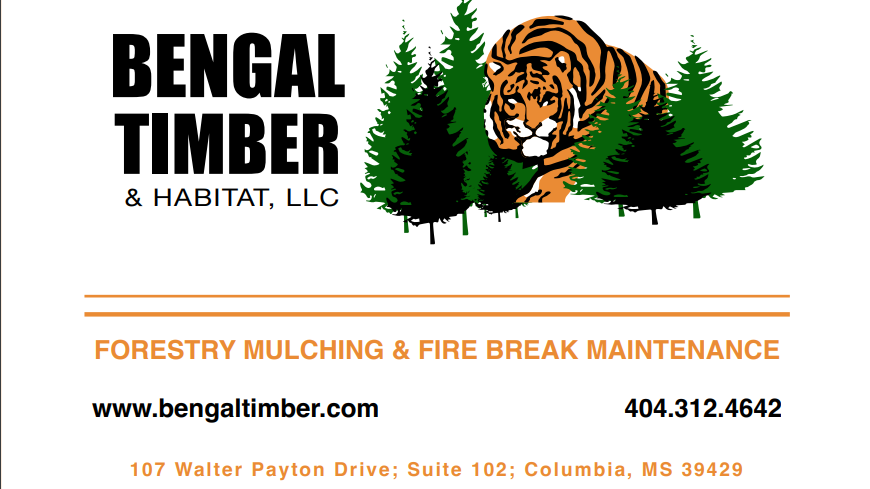 BENGAL
TIMBER
& HABITAT, LLC
FORESTRY MULCHING & FIRE BREAK MAINTENANCE
www.bengaltimber.com 404.312.4642
107 Walter Payton Drive; Suite 102; Columbia, MS 39429